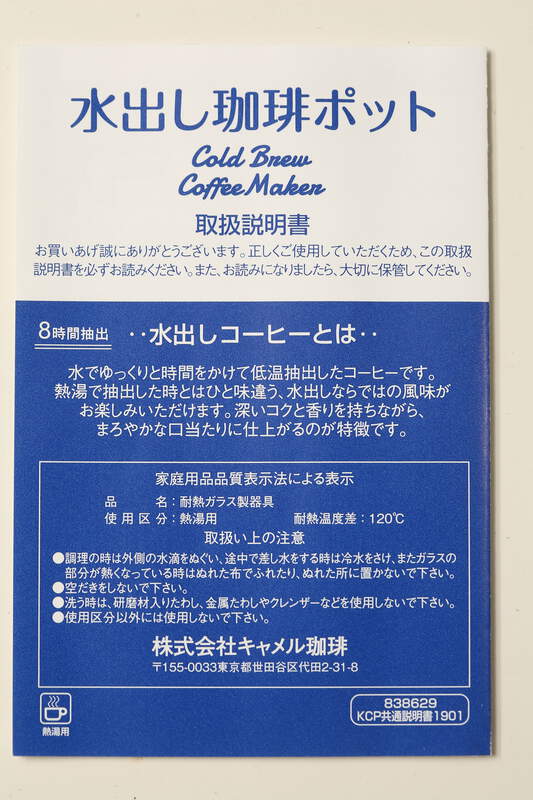 水出し珈琲ポット
Cold Brew
Coffee Maker
取扱説明書
お買いあげ誠にありがとうございます。正しくご使用していただくため、この取扱
説明書を必ずお読みください。また、お読みになりましたら、大切に保管してください。
8時間抽出 ‥水出しコーヒーとは‥
水でゆっくりと時間をかけて低温抽出したコーヒーです。
熱湯で抽出した時とはひと味違う、水出しならではの風味が
お楽しみいただけます。深いコクと香りを持ちながら、
まろやかな口当たりに仕上がるのが特徴です。
家庭用品品質表示法による表示
品 名：耐熱ガラス製器具
使用区分：熱湯用 耐熱温度差：120℃
取扱い上の注意
●調理の時は外側の水滴をぬぐい、途中で差し水をする時は冷水をさけ、またガラスの
部分が熱くなっている時はぬれた布でふれたり、ぬれた所に置かないで下さい。
●空だきをしないで下さい。
●洗う時は、研磨材入りたわし、金属たわしやクレンザーなどを使用しないで下さい。
●使用区分以外には使用しないで下さい。
株式会社キャメル珈琲
〒155-0033東京都世田谷区代田2-31-8
熱湯用
838629
KCP共通説明書1901